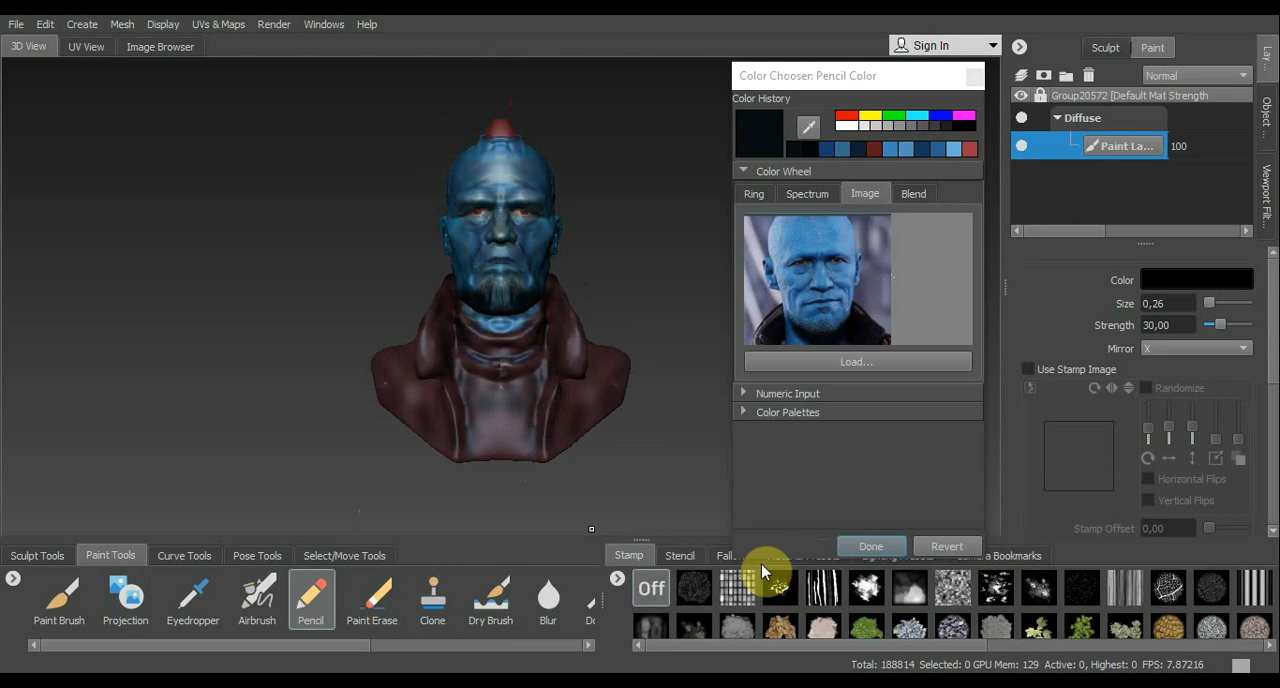 File Edit Create Mesh Display UVs & Maps Render Windows Help
3D View UV View Image Browser
Sign In
Sculpt Paint
Lay...
Object ...
Viewport Filt...
Normal
Group20572 [Default Mat Strength
Diffuse
Paint La... 100
Color Chooser: Pencil Color
Color History
Color Wheel
Ring Spectrum Image Blend
Load...
Numeric Input
Color Palettes
Done Revert
Color
Size 0,26
Strength 30,00
Mirror X
Use Stamp Image
Randomize
Horizontal Flips
Vertical Flips
Stamp Offset 0,00
Sculpt Tools Paint Tools Curve Tools Pose Tools Select/Move Tools
Stamp Stencil Bookmarks
Paint Brush Projection Eyedropper Airbrush Pencil Paint Erase Clone Dry Brush Blur
Off
Total: 188814 Selected: 0 GPU Mem: 129 Active: 0, Highest: 0 FPS: 7.87216